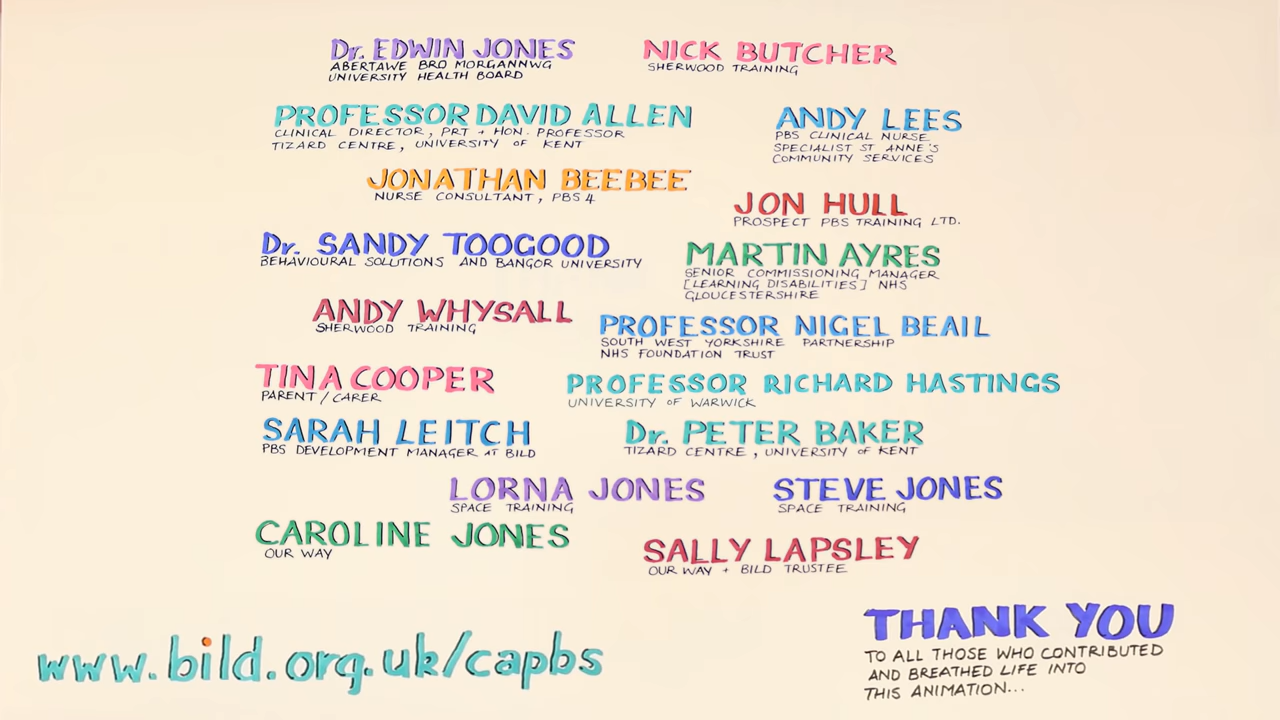 Dr. EDWIN JONES
ABERTAWE BRO MORGANNWG
UNIVERSITY HEALTH BOARD
NICK BUTCHER
SHERWOOD TRAINING
PROFESSOR DAVID ALLEN
CLINICAL DIRECTOR, PRT + HON. PROFESSOR
TIZARD CENTRE, UNIVERSITY OF KENT
ANDY LEES
PBS CLINICAL NURSE
SPECIALIST ST ANNE'S
COMMUNITY SERVICES
JONATHAN BEEBEE
NURSE CONSULTANT, PBS 4
JON HULL
PROSPECT PBS TRAINING LTD.
Dr. SANDY TOOGOOD
BEHAVIOURAL SOLUTIONS AND BANGOR UNIVERSITY
MARTIN AYRES
SENIOR COMMISSIONING MANAGER
[LEARNING DISABILITIES] NHS
GLOUCESTERSHIRE
ANDY WHYSALL
SHERWOOD TRAINING
PROFESSOR NIGEL BEAIL
SOUTH WEST YORKSHIRE PARTNERSHIP
NHS FOUNDATION TRUST
TINA COOPER
PARENT/CARER
PROFESSOR RICHARD HASTINGS
UNIVERSITY OF WARWICK
SARAH LEITCH
PBS DEVELOPMENT MANAGER AT BILD
Dr. PETER BAKER
TIZARD CENTRE, UNIVERSITY OF KENT
LORNA JONES
SPACE TRAINING
STEVE JONES
SPACE TRAINING
CAROLINE JONES
OUR WAY
SALLY LAPSLEY
OUR WAY + BILD TRUSTEE
www.bild.org.uk/capbs
THANK YOU
TO ALL THOSE WHO CONTRIBUTED
AND BREATHED LIFE INTO
THIS ANIMATION...